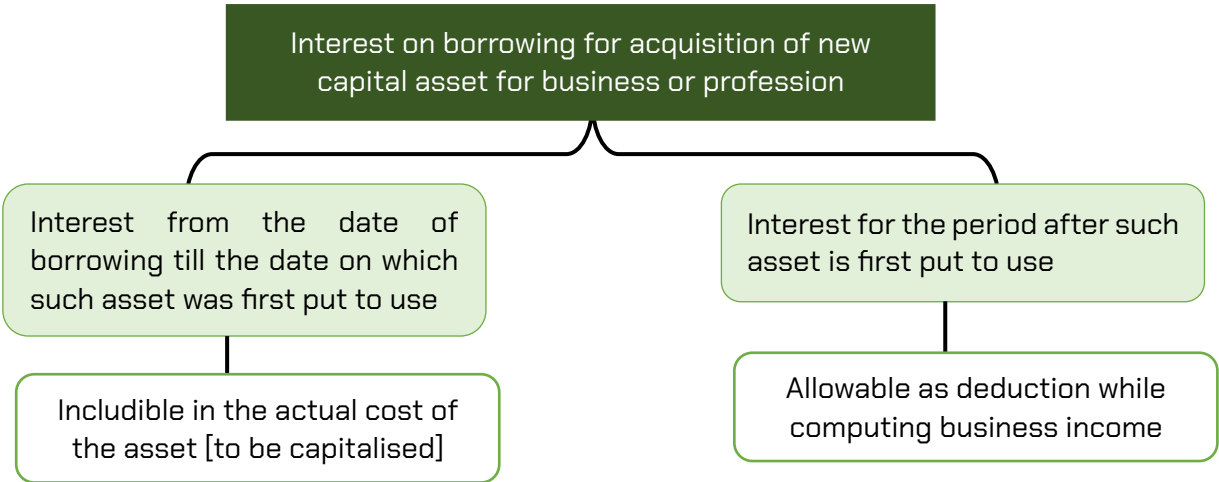 Interest on borrowing for acquisition of new
capital asset for business or profession
Interest from the date of
borrowing till the date on which
such asset was first put to use
Interest for the period after such
asset is first put to use
Includible in the actual cost of
the asset [to be capitalised]
Allowable as deduction while
computing business income